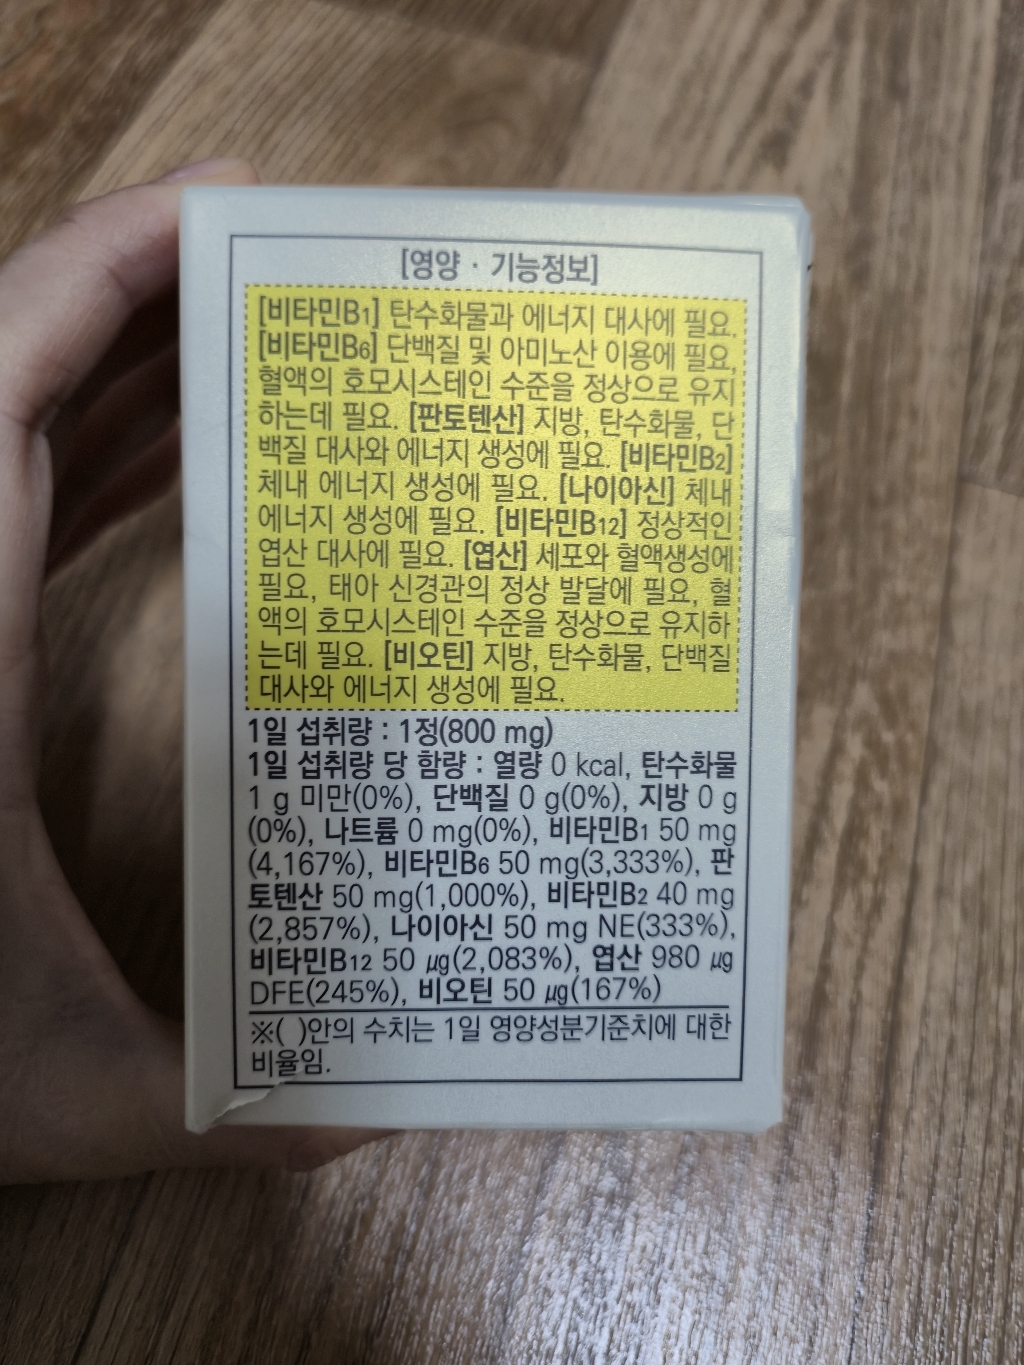 [영양 · 기능정보]
[비타민B1] 탄수화물과 에너지 대사에 필요.
[비타민B6] 단백질 및 아미노산 이용에 필요,
혈액의 호모시스테인 수준을 정상으로 유지
하는데 필요. [판토텐산] 지방, 탄수화물, 단
백질 대사와 에너지 생성에 필요. [비타민B2]
체내 에너지 생성에 필요. [나이아신] 체내
에너지 생성에 필요. [비타민B12] 정상적인
엽산 대사에 필요. [엽산] 세포와 혈액생성에
필요, 태아 신경관의 정상 발달에 필요, 혈
액의 호모시스테인 수준을 정상으로 유지하
는데 필요. [비오틴] 지방, 탄수화물, 단백질
대사와 에너지 생성에 필요.
1일 섭취량 : 1정(800 mg)
1일 섭취량 당 함량 : 열량 0 kcal, 탄수화물
1 g 미만(0%), 단백질 0 g(0%), 지방 0 g
(0%), 나트륨 0 mg(0%), 비타민B1 50 mg
(4,167%), 비타민B6 50 mg(3,333%), 판
토텐산 50 mg(1,000%), 비타민B2 40 mg
(2,857%), 나이아신 50 mg NE(333%),
비타민B12 50 μg(2,083%), 엽산 980 μg
DFE(245%), 비오틴 50 μg(167%)
※( )안의 수치는 1일 영양성분기준치에 대한
비율임.